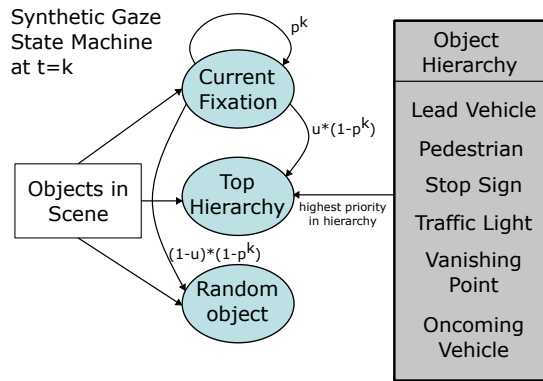 Synthetic Gaze
State Machine
at t=k
p^k
Current
Fixation
u*(1-p^k)
Objects in
Scene
Top
Hierarchy
highest priority
in hierarchy
(1-u)*(1-p^k)
Random
object
Object
Hierarchy
Lead Vehicle
Pedestrian
Stop Sign
Traffic Light
Vanishing
Point
Oncoming
Vehicle